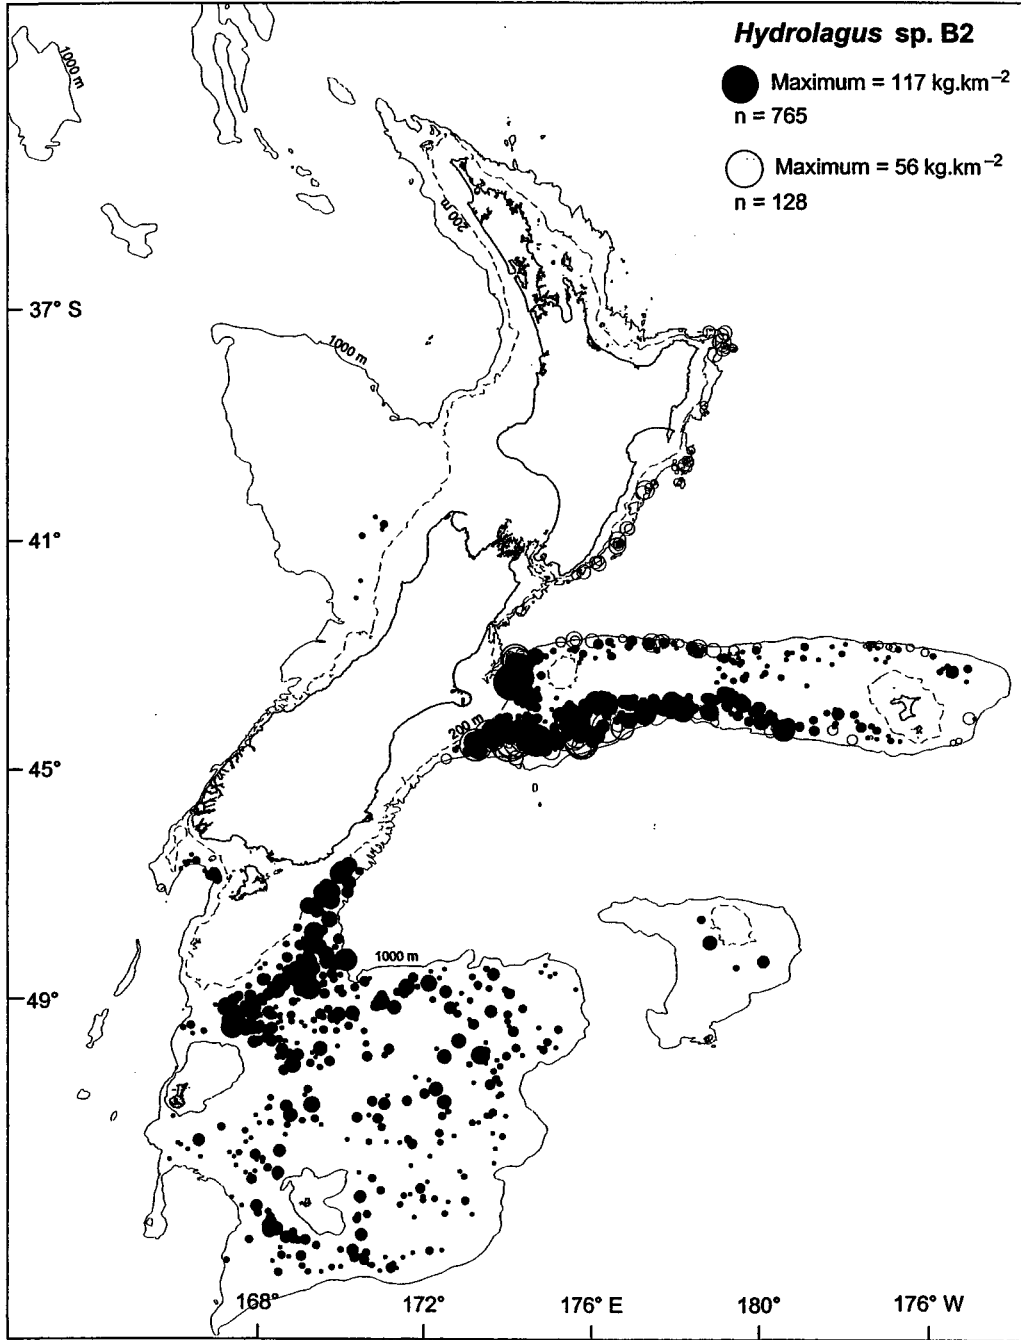 Hydrolagus sp. B2
Maximum = 117 kg.km⁻²
n = 765
Maximum = 56 kg.km⁻²
n = 128
1000 m
200 m
37° S
1000 m
41°
200 m
45°
1000 m
49°
168°
172°
176° E
180°
176° W